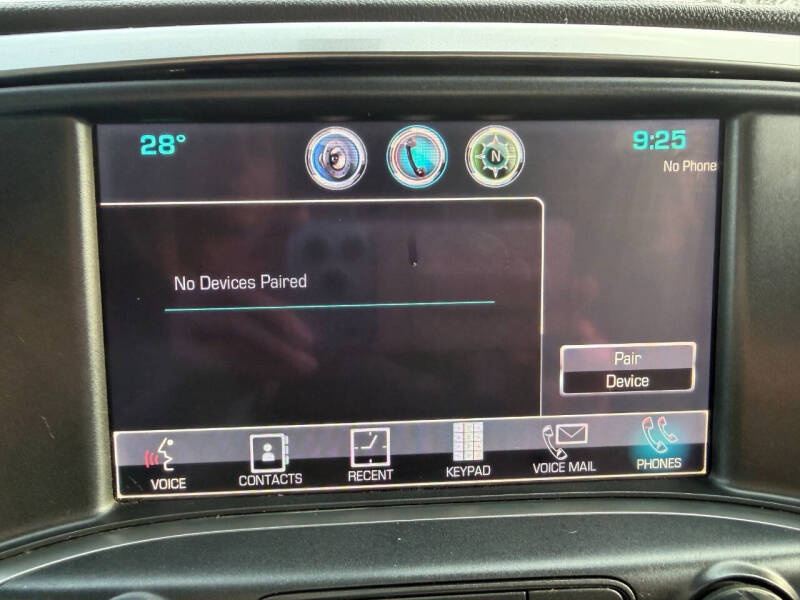 28°
N
9:25
No Phone
No Devices Paired
Pair
Device
VOICE
CONTACTS
RECENT
KEYPAD
VOICE MAIL
PHONES